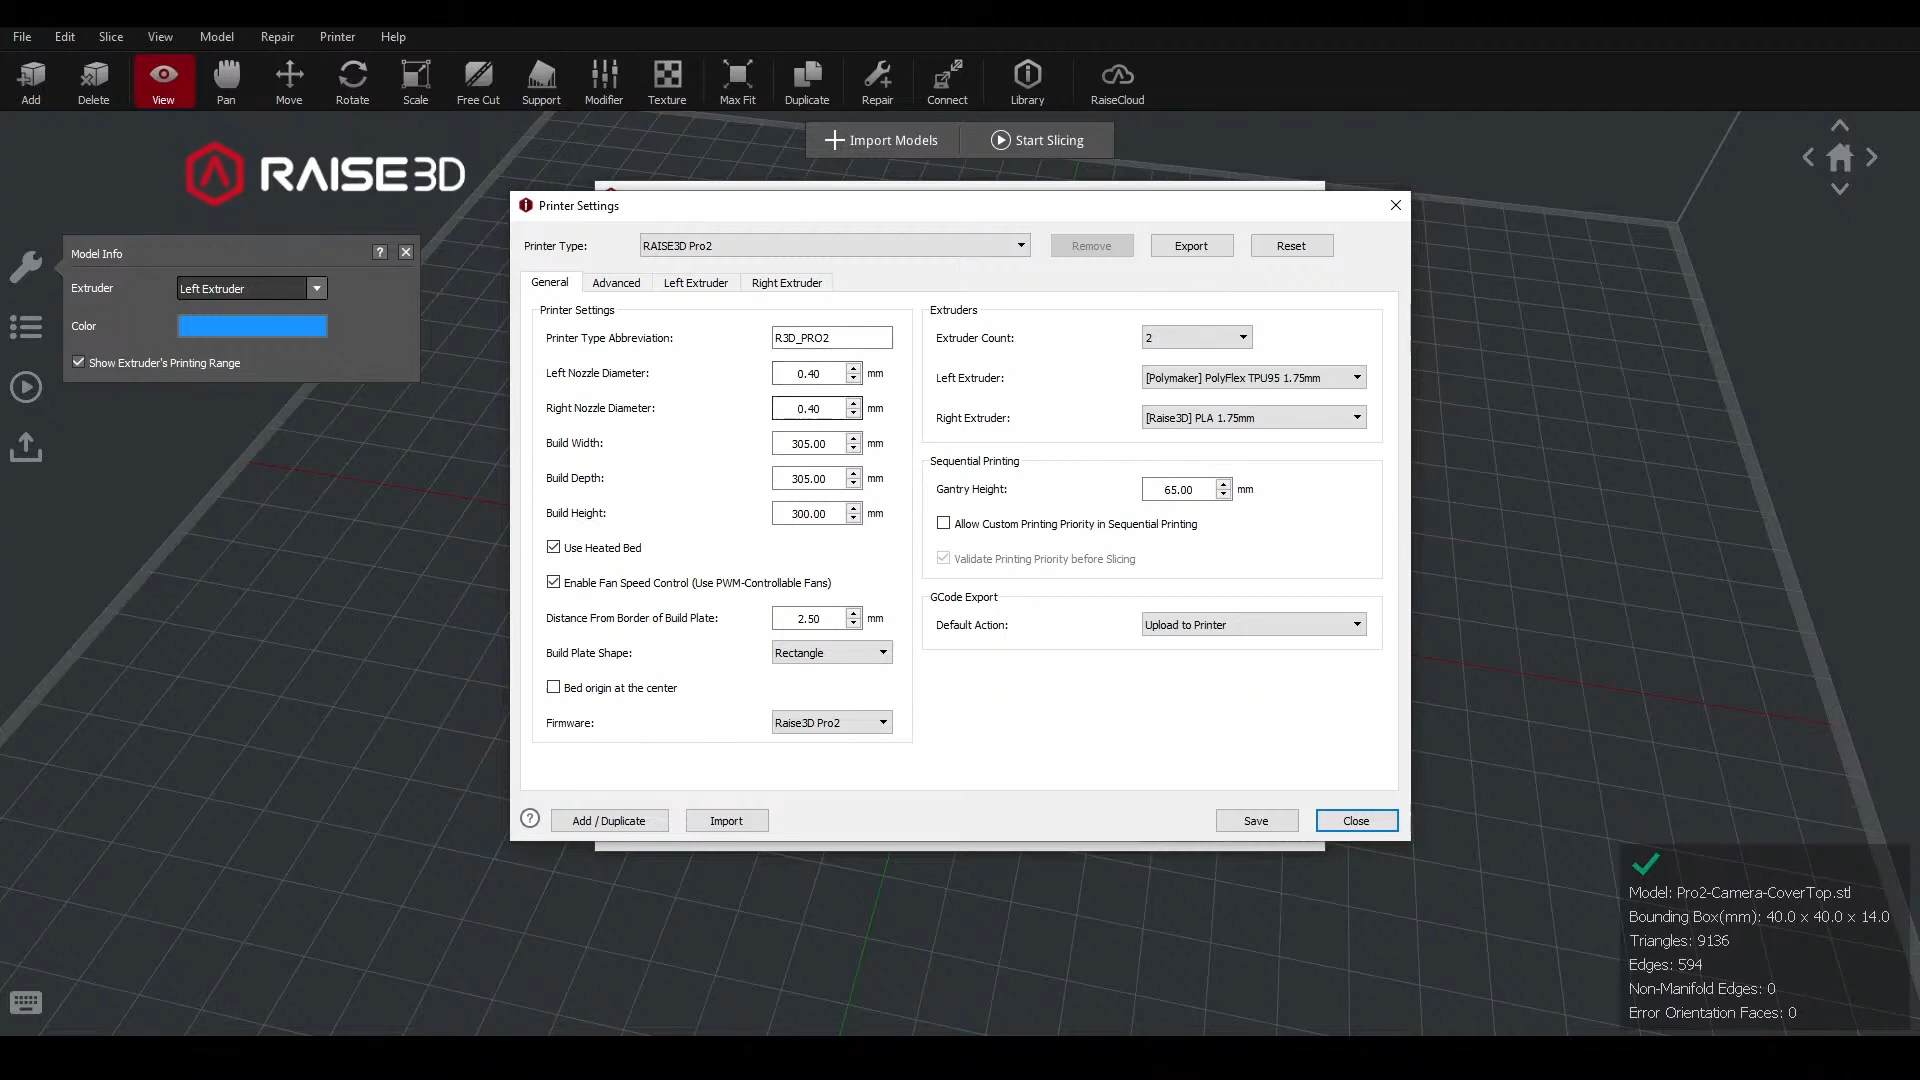 File Edit Slice View Model Repair Printer Help
Add Delete View Pan Move Rotate Scale Free Cut Support Modifier Texture Max Fit Duplicate Repair Connect Library RaiseCloud
Import Models Start Slicing
RAISE3D
Model Info ?
Extruder Left Extruder
Color
Show Extruder's Printing Range
Printer Settings
Printer Type: RAISE3D Pro2 Remove Export Reset
General Advanced Left Extruder Right Extruder
Printer Settings
Printer Type Abbreviation: R3D_PRO2
Left Nozzle Diameter: 0.40 mm
Right Nozzle Diameter: 0.40 mm
Build Width: 305.00 mm
Build Depth: 305.00 mm
Build Height: 300.00 mm
Use Heated Bed
Enable Fan Speed Control (Use PWM-Controllable Fans)
Distance From Border of Build Plate: 2.50 mm
Build Plate Shape: Rectangle
Bed origin at the center
Firmware: Raise3D Pro2
Extruders
Extruder Count: 2
Left Extruder: [Polymaker] PolyFlex TPU95 1.75mm
Right Extruder: [Raise3D] PLA 1.75mm
Sequential Printing
Gantry Height: 65.00 mm
Allow Custom Printing Priority in Sequential Printing
Validate Printing Priority before Slicing
GCode Export
Default Action: Upload to Printer
? Add / Duplicate Import Save Close
Model: Pro2-Camera-CoverTop.stl
Bounding Box(mm): 40.0 x 40.0 x 14.0
Triangles: 9136
Edges: 594
Non-Manifold Edges: 0
Error Orientation Faces: 0